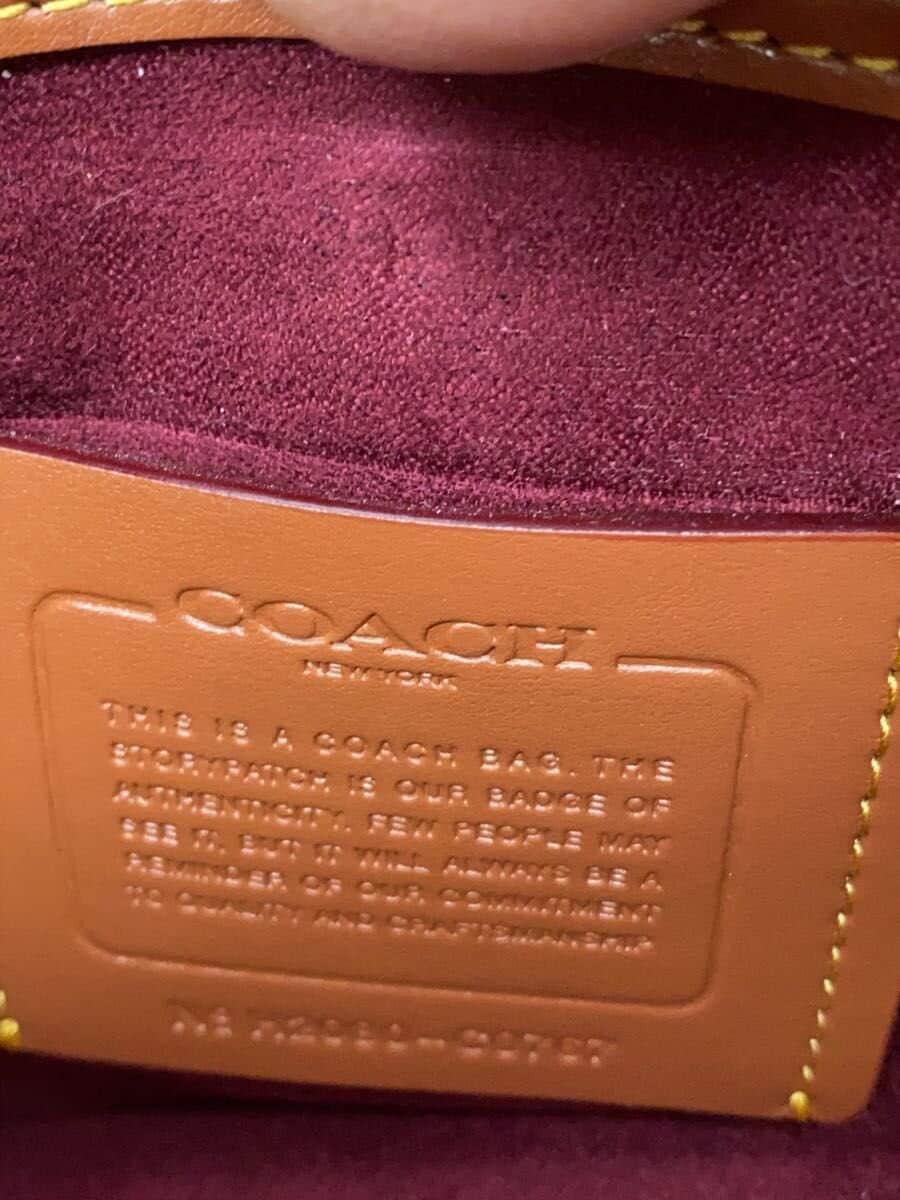 COACH
NEW YORK
THIS IS A COACH BAG. THE
STORYPATCH IS OUR BADGE OF
AUTHENTICITY. FEW PEOPLE MAY
SEE IT, BUT IT WILL ALWAYS BE A
REMINDER OF OUR COMMITMENT
TO QUALITY AND CRAFTSMANSHIP
Nº